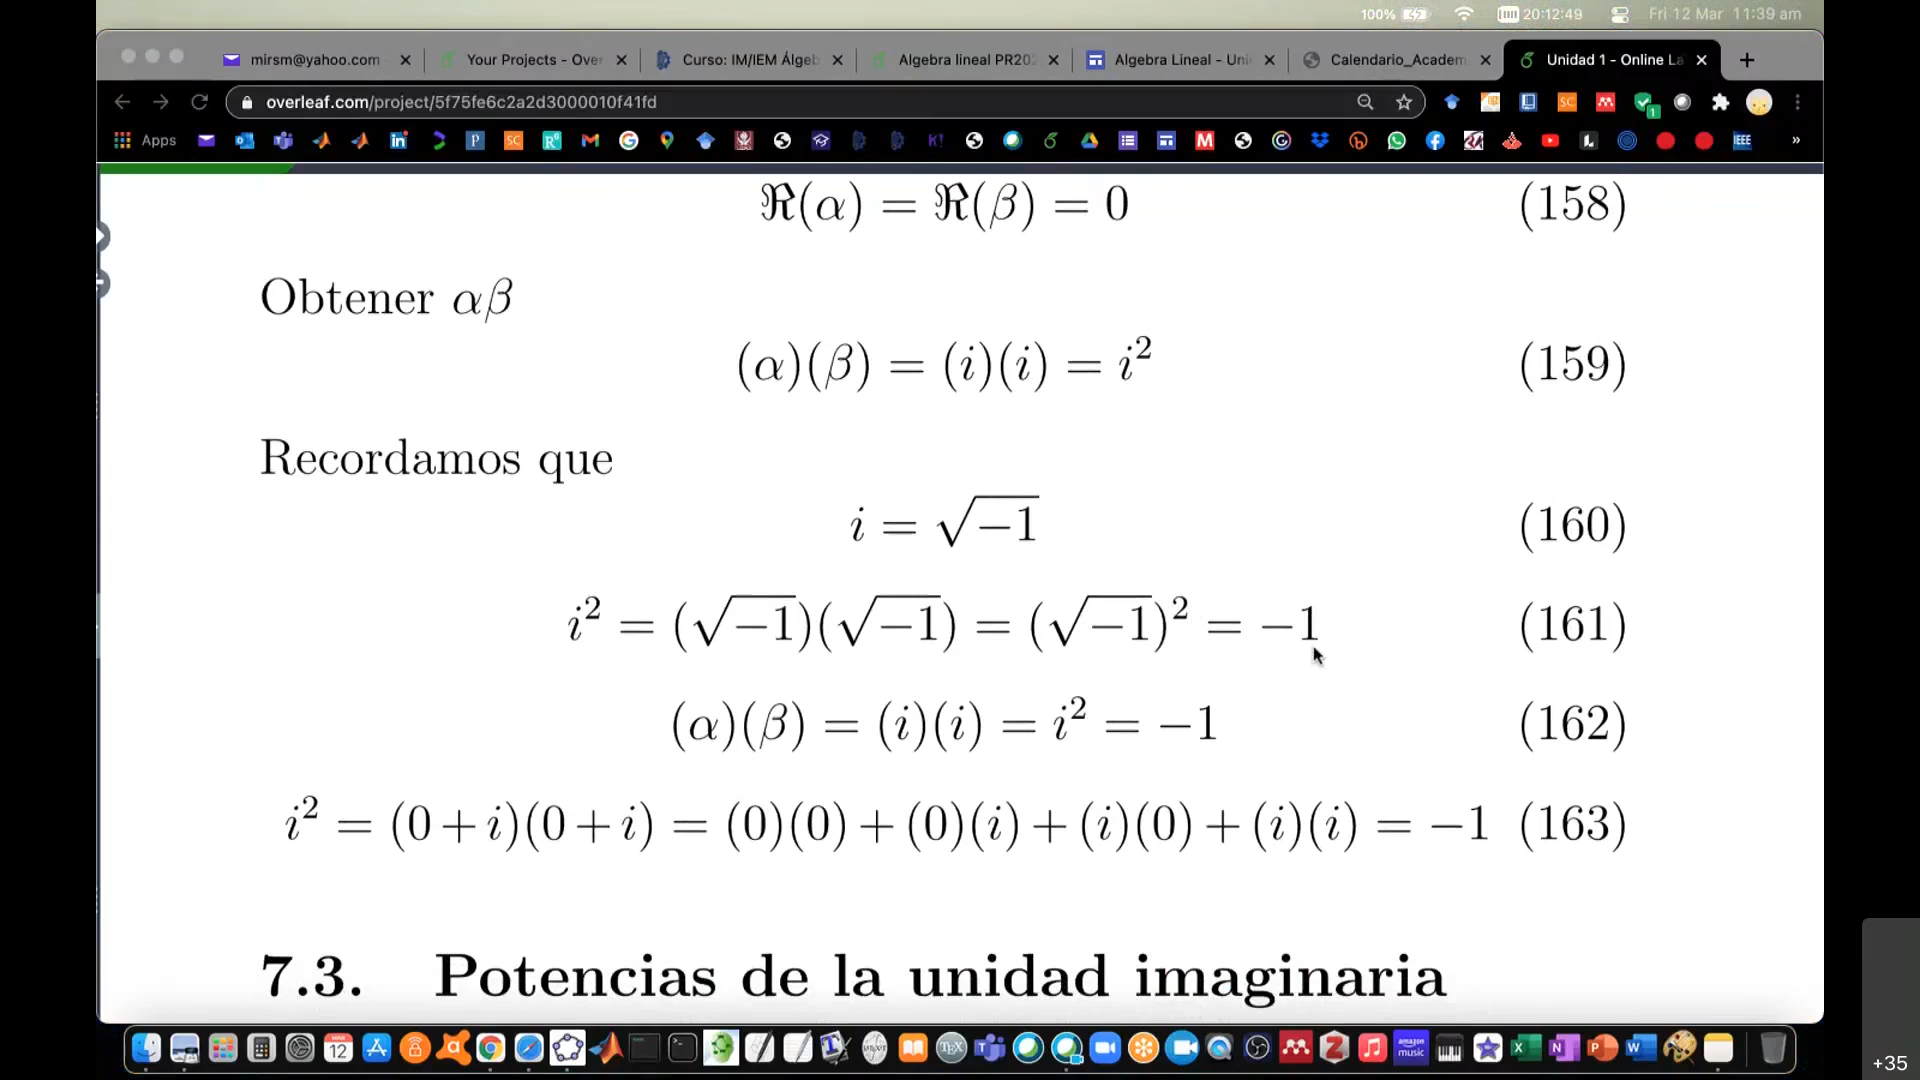 100% 20:12:49 Fri 12 Mar 11:39 am
mirsm@yahoo.com Your Projects - Over Curso: IM/IEM Álgeb Algebra lineal PR202 Algebra Lineal - Uni Calendario_Academ Unidad 1 - Online La
overleaf.com/project/5f75fe6c2a2d3000010f41fd
Apps
ℜ(α) = ℜ(β) = 0 (158)
Obtener αβ
(α)(β) = (i)(i) = i² (159)
Recordamos que
i = √−1 (160)
i² = (√−1)(√−1) = (√−1)² = −1 (161)
(α)(β) = (i)(i) = i² = −1 (162)
i² = (0 + i)(0 + i) = (0)(0) + (0)(i) + (i)(0) + (i)(i) = −1 (163)
7.3. Potencias de la unidad imaginaria
+35